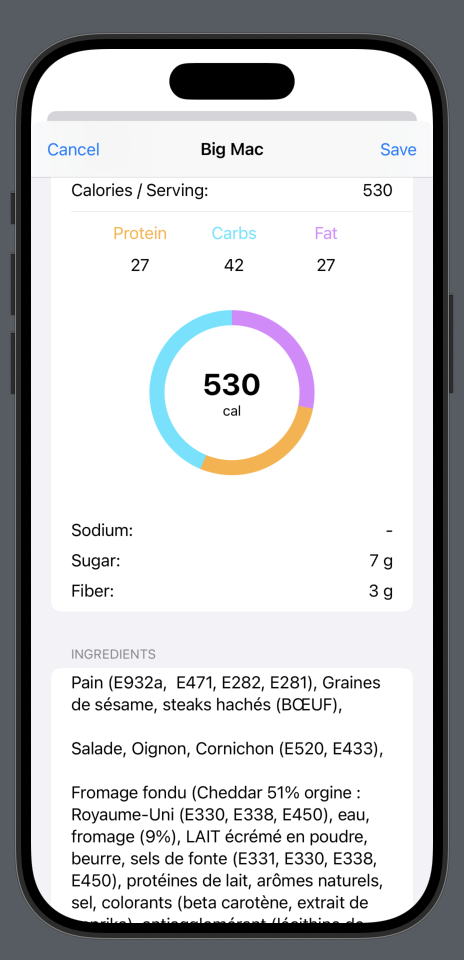 Cancel Big Mac Save
Calories / Serving: 530
Protein Carbs Fat
27 42 27
530
cal
Sodium: -
Sugar: 7 g
Fiber: 3 g
INGREDIENTS
Pain (E932a,  E471, E282, E281), Graines
de sésame, steaks hachés (BŒUF),
Salade, Oignon, Cornichon (E520, E433),
Fromage fondu (Cheddar 51% orgine :
Royaume-Uni (E330, E338, E450), eau,
fromage (9%), LAIT écrémé en poudre,
beurre, sels de fonte (E331, E330, E338,
E450), protéines de lait, arômes naturels,
sel, colorants (beta carotène, extrait de